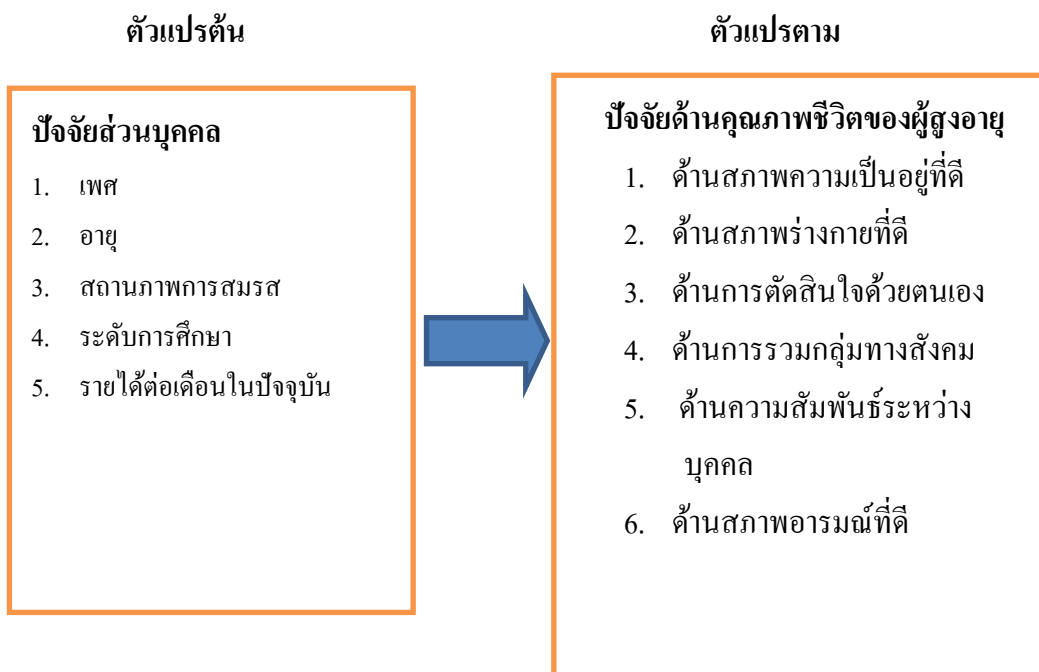 ตัวแปรต้น
ตัวแปรตาม
ปัจจัยส่วนบุคคล
1. เพศ
2. อายุ
3. สถานภาพการสมรส
4. ระดับการศึกษา
5. รายได้ต่อเดือนในปัจจุบัน
ปัจจัยด้านคุณภาพชีวิตของผู้สูงอายุ
1. ด้านสภาพความเป็นอยู่ที่ดี
2. ด้านสภาพร่างกายที่ดี
3. ด้านการตัดสินใจด้วยตนเอง
4. ด้านการรวมกลุ่มทางสังคม
5. ด้านความสัมพันธ์ระหว่าง
บุคคล
6. ด้านสภาพอารมณ์ที่ดี